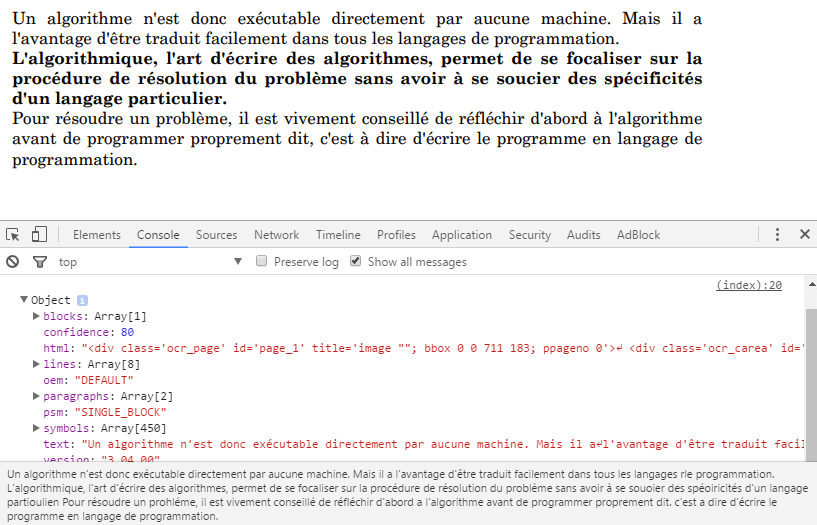 Un algorithme n'est donc exécutable directement par aucune machine. Mais il a
l'avantage d'être traduit facilement dans tous les langages de programmation.
L'algorithmique, l'art d'écrire des algorithmes, permet de se focaliser sur la
procédure de résolution du problème sans avoir à se soucier des spécificités
d'un langage particulier.
Pour résoudre un problème, il est vivement conseillé de réfléchir d'abord à l'algorithme
avant de programmer proprement dit, c'est à dire d'écrire le programme en langage de
programmation.
Elements Console Sources Network Timeline Profiles Application Security Audits AdBlock
top Preserve log Show all messages
(index):20
Object
blocks: Array[1]
confidence: 80
html: "<div class='ocr_page' id='page_1' title='image ""; bbox 0 0 711 183; ppageno 0'>↵ <div class='ocr_carea' id='
lines: Array[8]
oem: "DEFAULT"
paragraphs: Array[2]
psm: "SINGLE_BLOCK"
symbols: Array[450]
text: "Un algorithme n'est donc exécutable directement par aucune machine. Mais il a↵l'avantage d'être traduit facil
version: "3.04.00"
Un algorithme n'est donc exécutable directement par aucune machine. Mais il a l'avantage d'être traduit facilement dans tous les langages rle programmation.
L'algorithmique, l'art d'écrire des algorithmes, permet de se focaliser sur la procédure de résolution du problème sans avoir à se souoier des spéoiricités d'un langage
partioulien Pour résoudre un prohléme, il est vivement conseillé de réfléchir d'abord a l'algorithme avant de programmer proprement dit. c'est à dire d'écrire le
programme en langage de programmation.